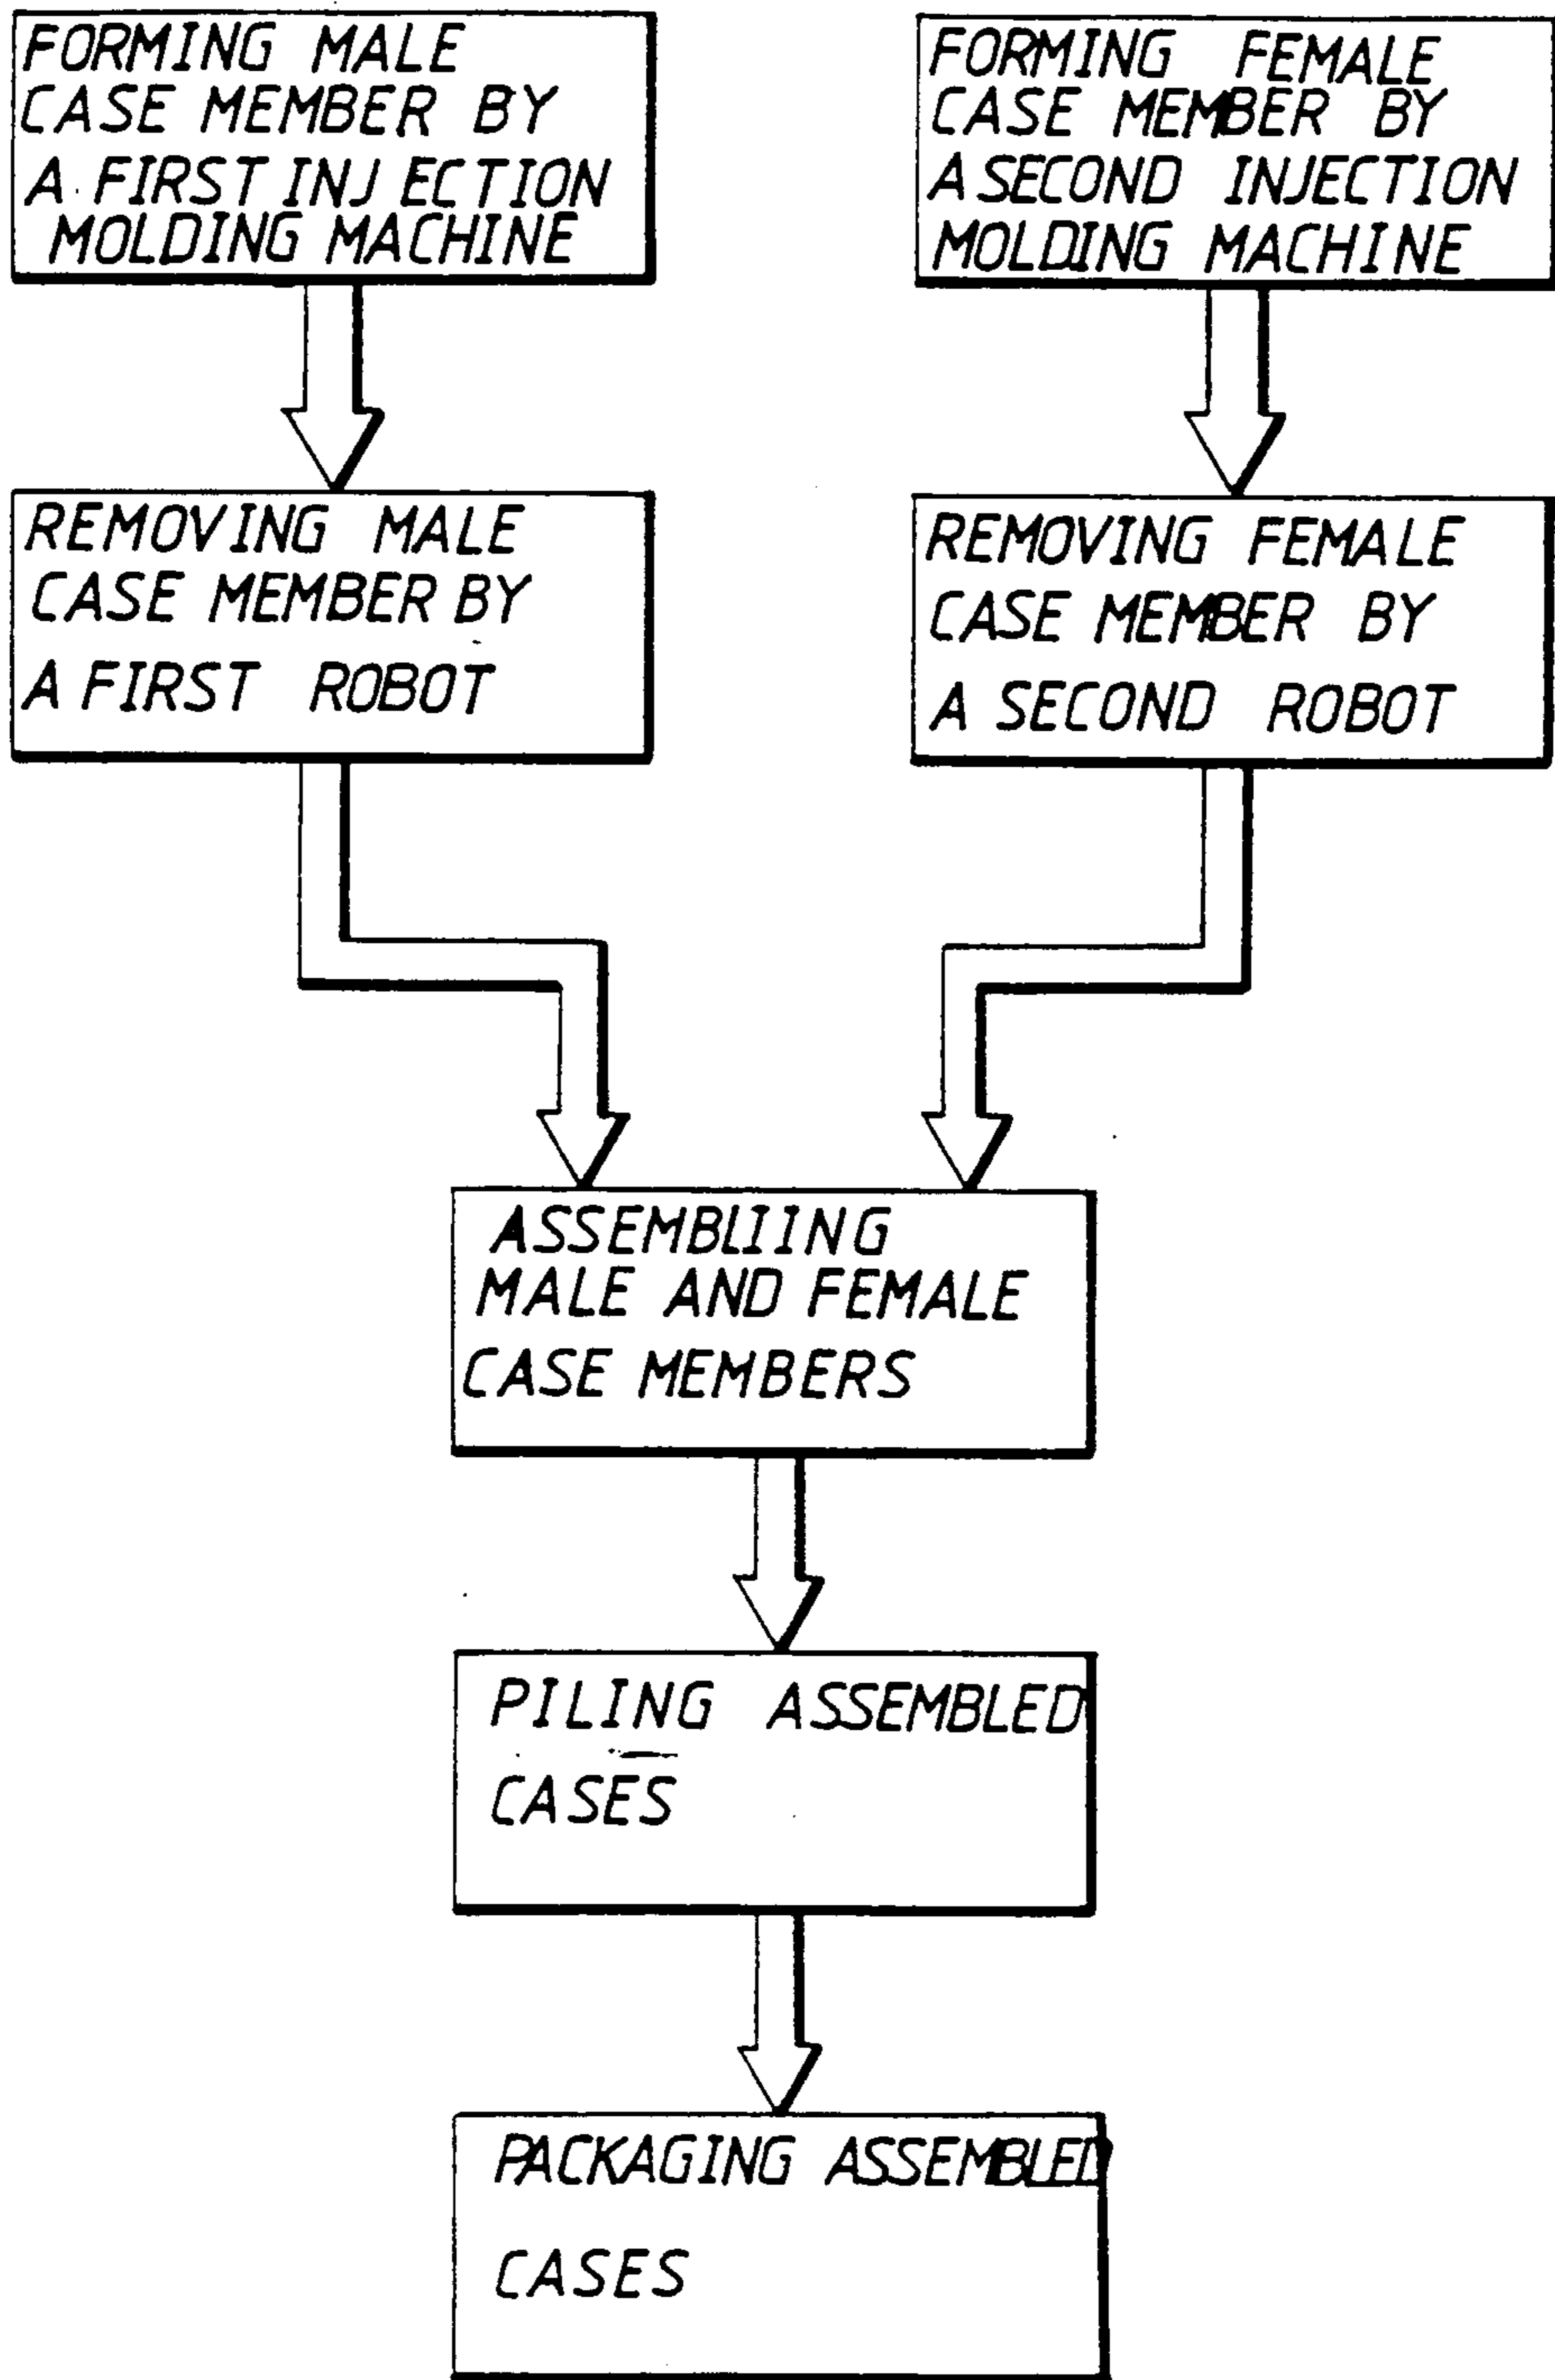 FORMING MALE
CASE MEMBER BY
A FIRST INJECTION
MOLDING MACHINE
FORMING FEMALE
CASE MEMBER BY
A SECOND INJECTION
MOLDING MACHINE
REMOVING MALE
CASE MEMBER BY
A FIRST ROBOT
REMOVING FEMALE
CASE MEMBER BY
A SECOND ROBOT
ASSEMBLIING
MALE AND FEMALE
CASE MEMBERS
PILING ASSEMBLED
CASES
PACKAGING ASSEMBLED
CASES